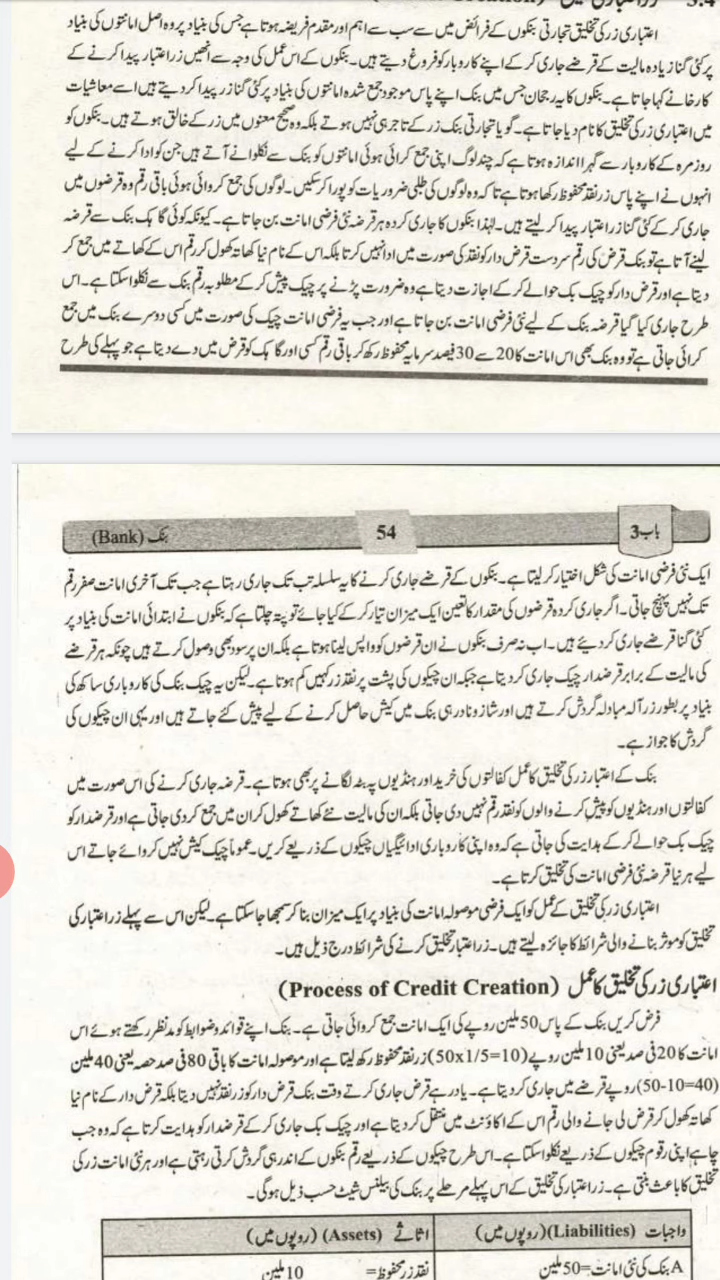 اعتباری زر کی تخلیق تجارتی بنکوں کے فرائض میں سے سب سے اہم اور مقدم فریضہ ہوتا ہے جس کی بنیاد پر وہ اصل امانتوں کی بنیاد
پر کئی گنا زیادہ مالیت کے قرضے جاری کر کے اپنے کاروبار کو فروغ دیتے ہیں۔ بنکوں کے اس عمل کی وجہ سے انھیں زر اعتبار پیدا کرنے کے
کارخانے کہا جاتا ہے۔ بنکوں کا یہ رجحان جس میں بنک اپنے پاس موجود جمع شدہ امانتوں کی بنیاد پر کئی گنا زر پیدا کر دیتے ہیں اسے معاشیات
میں اعتباری زر کی تخلیق کا نام دیا جاتا ہے۔ گویا تجارتی بنک زر کے تاجر ہی نہیں ہوتے بلکہ وہ صحیح معنوں میں زر کے خالق ہوتے ہیں۔ بنکوں کو
روزمرہ کے کاروبار سے گہرا اندازہ ہوتا ہے کہ چند لوگ اپنی جمع کرائی ہوئی امانتوں کو بنک سے نکلوانے آتے ہیں جن کو ادا کرنے کے لیے
انہوں نے اپنے پاس زر نقد محفوظ رکھا ہوتا ہے تا کہ وہ لوگوں کی طلبی ضروریات کو پورا کر سکیں۔ لوگوں کی جمع کروائی ہوئی باقی رقم وہ قرضوں میں
جاری کر کے کئی گنا زر اعتبار پیدا کر لیتے ہیں۔ لہٰذا بنکوں کا جاری کردہ ہر قرضہ نئی فرضی امانت بن جاتا ہے۔ کیونکہ کوئی گاہک بنک سے قرضہ
لینے آتا ہے تو بنک قرض کی رقم سردست قرض دار کو نقد کی صورت میں ادا نہیں کرتا بلکہ اس کے نام نیا کھاتہ کھول کر رقم اس کے کھاتے میں جمع کر
دیتا ہے اور قرض دار کو چیک بک حوالے کر کے اجازت دیتا ہے وہ ضرورت پڑنے پر چیک پیش کر کے مطلوبہ رقم بنک سے نکلوا سکتا ہے۔ اس
طرح جاری کیا گیا قرضہ بنک کے لیے نئی فرضی امانت بن جاتا ہے اور جب یہ فرضی امانت چیک کی صورت میں کسی دوسرے بنک میں جمع
کرائی جاتی ہے تو وہ بنک بھی اس امانت کا 20 سے 30 فیصد سرمایہ محفوظ رکھ کر باقی رقم کسی اور گاہک کو قرض میں دے دیتا ہے جو پہلے کی طرح
باب 3 54 بنک (Bank)
ایک نئی فرضی امانت کی شکل اختیار کر لیتا ہے۔ بنکوں کے قرضے جاری کرنے کا یہ سلسلہ تب تک جاری رہتا ہے جب تک آخری امانت صفر رقم
تک نہیں پہنچ جاتی۔ اگر جاری کردہ قرضوں کی مقدار کا تعین ایک میزان تیار کر کے کیا جائے تو پتہ چلتا ہے کہ بنکوں نے ابتدائی امانت کی بنیاد پر
کئی گنا قرضے جاری کر دیئے ہیں۔ اب نہ صرف بنکوں نے ان قرضوں کو واپس لینا ہوتا ہے بلکہ ان پر سود بھی وصول کرتے ہیں چونکہ ہر قرضے
کی مالیت کے برابر قرضدار چیک جاری کر دیتا ہے جبکہ ان چیکوں کی پشت پر نقد زر کہیں کم ہوتا ہے۔ لیکن یہ چیک بنک کی کاروباری ساکھ کی
بنیاد پر بطور زر آلہ مبادلہ گردش کرتے ہیں اور شاذ و نادر ہی بنک میں کیش حاصل کرنے کے لیے پیش کئے جاتے ہیں اور یہی ان چیکوں کی
گردش کا جواز ہے۔
بنک کے اعتبار زر کی تخلیق کا عمل کفالتوں کی خرید اور ہنڈیوں پہ بٹہ لگانے پر بھی ہوتا ہے۔ قرضہ جاری کرنے کی اس صورت میں
کفالتوں اور ہنڈیوں کو پیش کرنے والوں کو نقد رقم نہیں دی جاتی بلکہ ان کی مالیت نئے کھاتے کھول کر ان میں جمع کر دی جاتی ہے اور قرضدار کو
چیک بک حوالے کر کے ہدایت کی جاتی ہے کہ وہ اپنی کاروباری ادائیگیاں چیکوں کے ذریعے کریں۔ عموماً چیک کیش نہیں کروائے جاتے اس
لیے ہر نیا قرضہ نئی فرضی امانت کی تخلیق کرتا ہے۔
اعتباری زر کی تخلیق کے عمل کو ایک فرضی موصولہ امانت کی بنیاد پر ایک میزان بنا کر سمجھا جا سکتا ہے۔ لیکن اس سے پہلے زر اعتبار کی
تخلیق کو موثر بنانے والی شرائط کا جائزہ لیتے ہیں۔ زر اعتبار تخلیق کرنے کی شرائط درج ذیل ہیں۔
اعتباری زر کی تخلیق کا عمل (Process of Credit Creation)
فرض کریں بنک کے پاس 50 ملین روپے کی ایک امانت جمع کروائی جاتی ہے۔ بنک اپنے قوائد و ضوابط کو مدنظر رکھتے ہوئے اس
امانت کا 20 فی صد یعنی 10 ملین روپے (50x1/5=10) زر نقد محفوظ رکھ لیتا ہے اور موصولہ امانت کا باقی 80 فی صد حصہ یعنی 40 ملین
(50-10=40) روپے قرضے میں جاری کر دیتا ہے۔ یاد رہے قرض جاری کرتے وقت بنک قرض دار کو زر نقد نہیں دیتا بلکہ قرض دار کے نام نیا
کھاتہ کھول کر قرض لی جانے والی رقم اس کے اکاؤنٹ میں منتقل کر دیتا ہے اور چیک بک جاری کر کے قرضدار کو ہدایت کرتا ہے کہ وہ جب
چاہے اپنی رقوم چیکوں کے ذریعے نکلوا سکتا ہے۔ اس طرح چیکوں کے ذریعے رقم بنکوں کے اندر ہی گردش کرتی رہتی ہے اور ہر نئی امانت زر کی
تخلیق کا باعث بنتی ہے۔ زر اعتبار کی تخلیق کے اس پہلے مرحلے پر بنک کی بیلنس شیٹ حسب ذیل ہو گی۔
واجبات (Liabilities) (روپوں میں) اثاثے (Assets) (روپوں میں)
A بنک کی نئی امانت = 50 ملین نقد زر محفوظ = 10 ملین